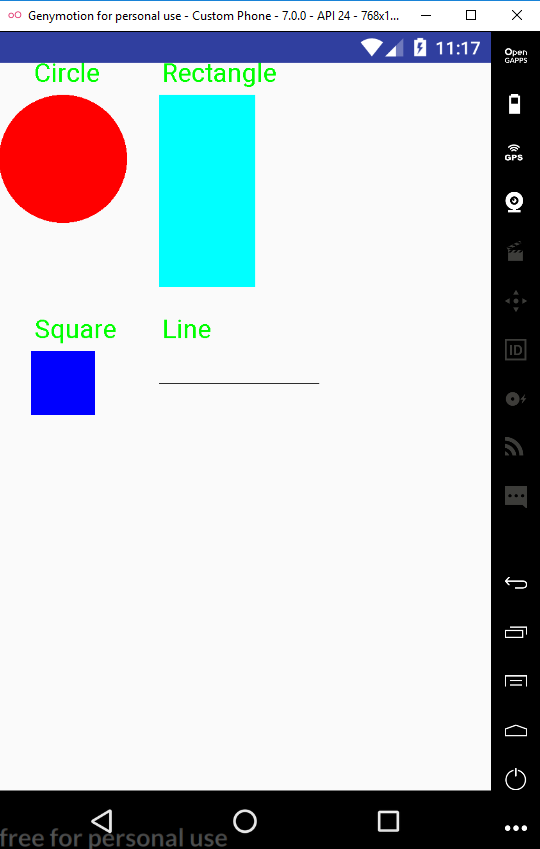 Genymotion for personal use - Custom Phone - 7.0.0 - API 24 - 768x1...
11:17
Open
GAPPS
Circle Rectangle
GPS
Square Line
ID
free for personal use